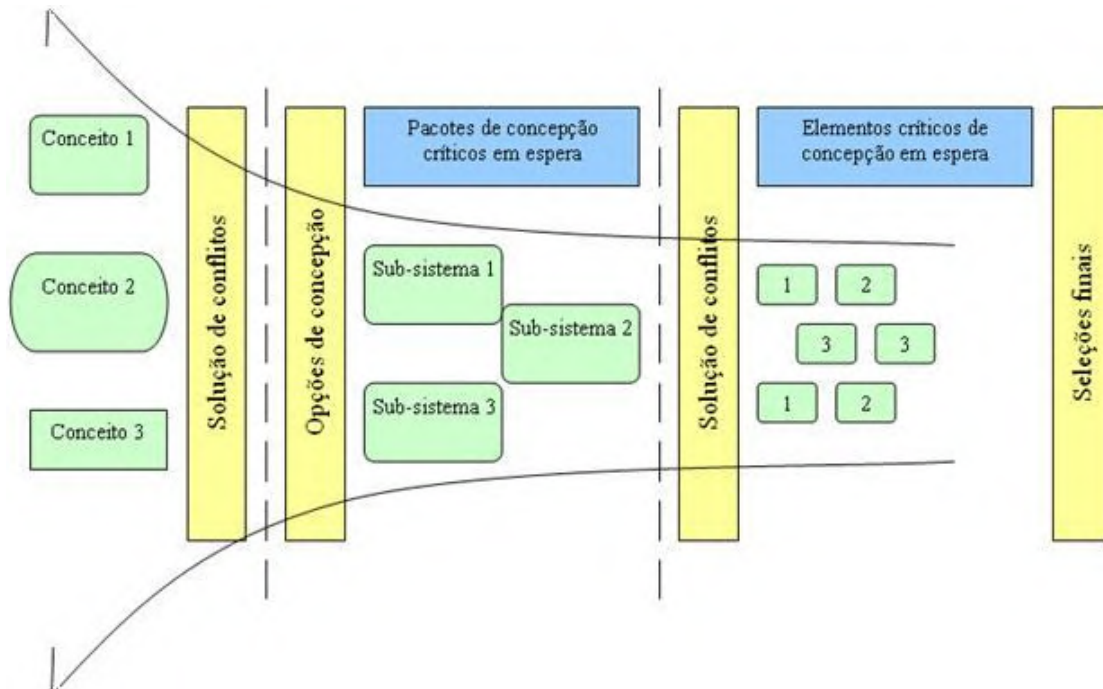 Conceito 1
Conceito 2
Conceito 3
Solução de conflitos
Opções de concepção
Pacotes de concepção
críticos em espera
Sub-sistema 1
Sub-sistema 2
Sub-sistema 3
Solução de conflitos
Elementos críticos de
concepção em espera
1 2
3 3
1 2
Seleções finais